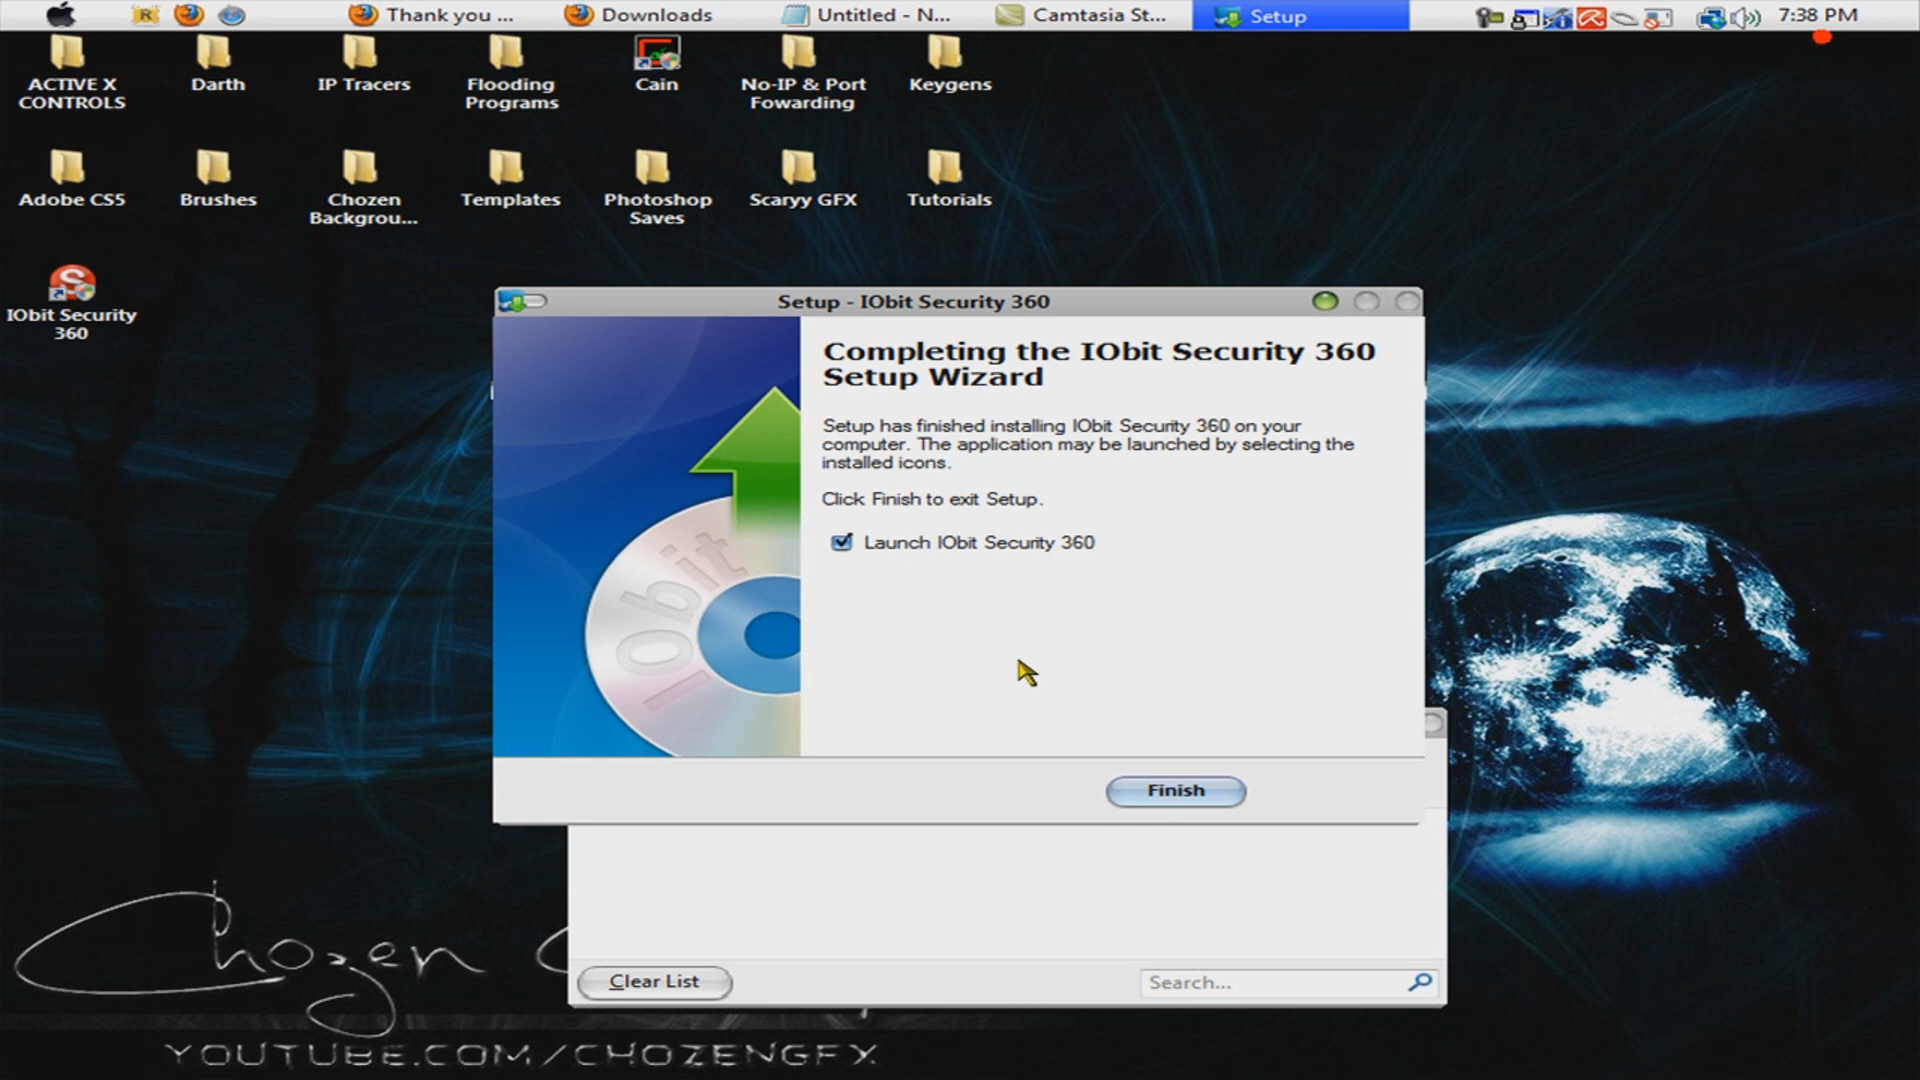 Thank you ...
Downloads
Untitled - N...
Camtasia St...
Setup
7:38 PM
ACTIVE X
CONTROLS
Darth
IP Tracers
Flooding
Programs
Cain
No-IP & Port
Fowarding
Keygens
Adobe CS5
Brushes
Chozen
Backgrou...
Templates
Photoshop
Saves
Scaryy GFX
Tutorials
IObit Security
360
Setup - IObit Security 360
Completing the IObit Security 360
Setup Wizard
Setup has finished installing IObit Security 360 on your
computer. The application may be launched by selecting the
installed icons.
Click Finish to exit Setup.
Launch IObit Security 360
IObit
Finish
Clear List
Search...
Chozen
YOUTUBE.COM/CHOZENGFX